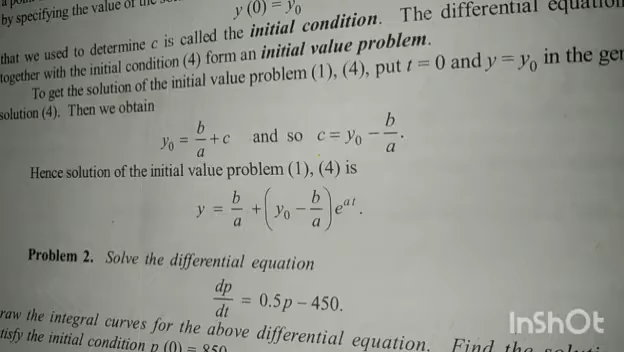 by specifying the value of the
y (0) = y₀
that we used to determine c is called the initial condition. The differential equation
together with the initial condition (4) form an initial value problem.
To get the solution of the initial value problem (1), (4), put t = 0 and y = y₀ in the
solution (4). Then we obtain
y₀ = b/a + c and so c = y₀ − b/a.
Hence solution of the initial value problem (1), (4) is
y = b/a + (y₀ − b/a) e^{at}.
Problem 2. Solve the differential equation
dp/dt = 0.5p − 450.
raw the integral curves for the above differential equation. Find the
tisfy the initial condition p (0) = 850
InShOt